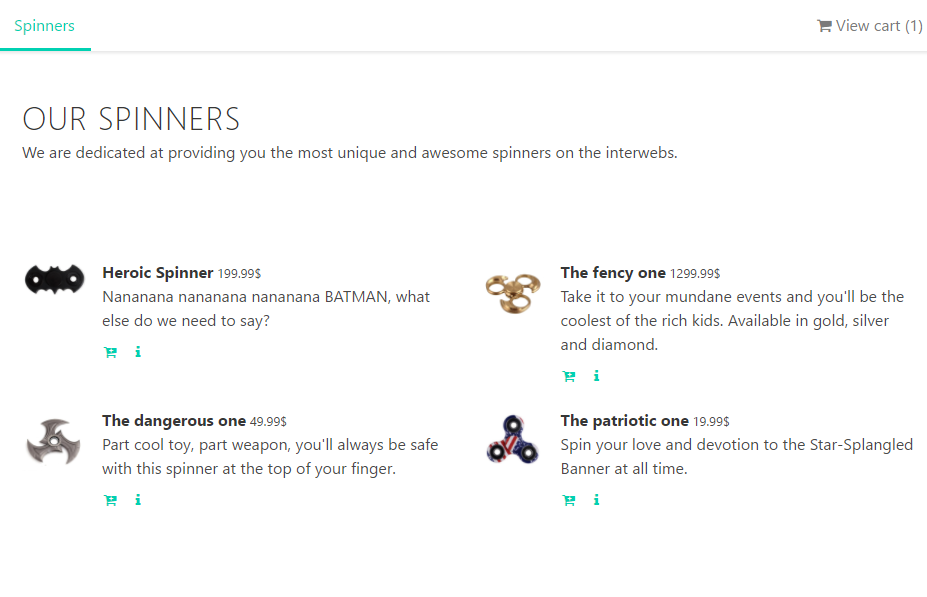 Spinners
View cart (1)
OUR SPINNERS
We are dedicated at providing you the most unique and awesome spinners on the interwebs.
Heroic Spinner 199.99$
Nananana nananana nananana BATMAN, what
else do we need to say?
The fency one 1299.99$
Take it to your mundane events and you'll be the
coolest of the rich kids. Available in gold, silver
and diamond.
The dangerous one 49.99$
Part cool toy, part weapon, you'll always be safe
with this spinner at the top of your finger.
The patriotic one 19.99$
Spin your love and devotion to the Star-Splangled
Banner at all time.